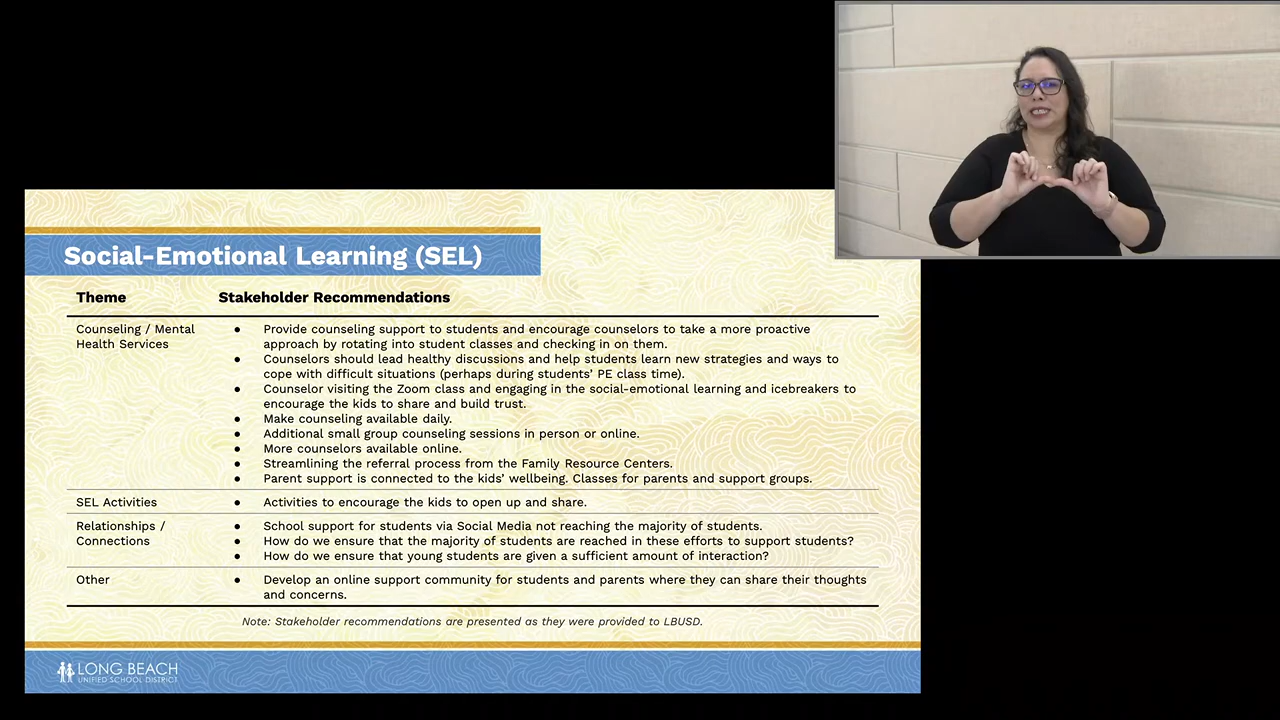 Social-Emotional Learning (SEL)
Theme
Stakeholder Recommendations
Counseling / Mental
Health Services
● Provide counseling support to students and encourage counselors to take a more proactive
approach by rotating into student classes and checking in on them.
● Counselors should lead healthy discussions and help students learn new strategies and ways to
cope with difficult situations (perhaps during students’ PE class time).
● Counselor visiting the Zoom class and engaging in the social-emotional learning and icebreakers to
encourage the kids to share and build trust.
● Make counseling available daily.
● Additional small group counseling sessions in person or online.
● More counselors available online.
● Streamlining the referral process from the Family Resource Centers.
● Parent support is connected to the kids’ wellbeing. Classes for parents and support groups.
SEL Activities
● Activities to encourage the kids to open up and share.
Relationships /
Connections
● School support for students via Social Media not reaching the majority of students.
● How do we ensure that the majority of students are reached in these efforts to support students?
● How do we ensure that young students are given a sufficient amount of interaction?
Other
● Develop an online support community for students and parents where they can share their thoughts
and concerns.
Note: Stakeholder recommendations are presented as they were provided to LBUSD.
LONG BEACH
UNIFIED SCHOOL DISTRICT